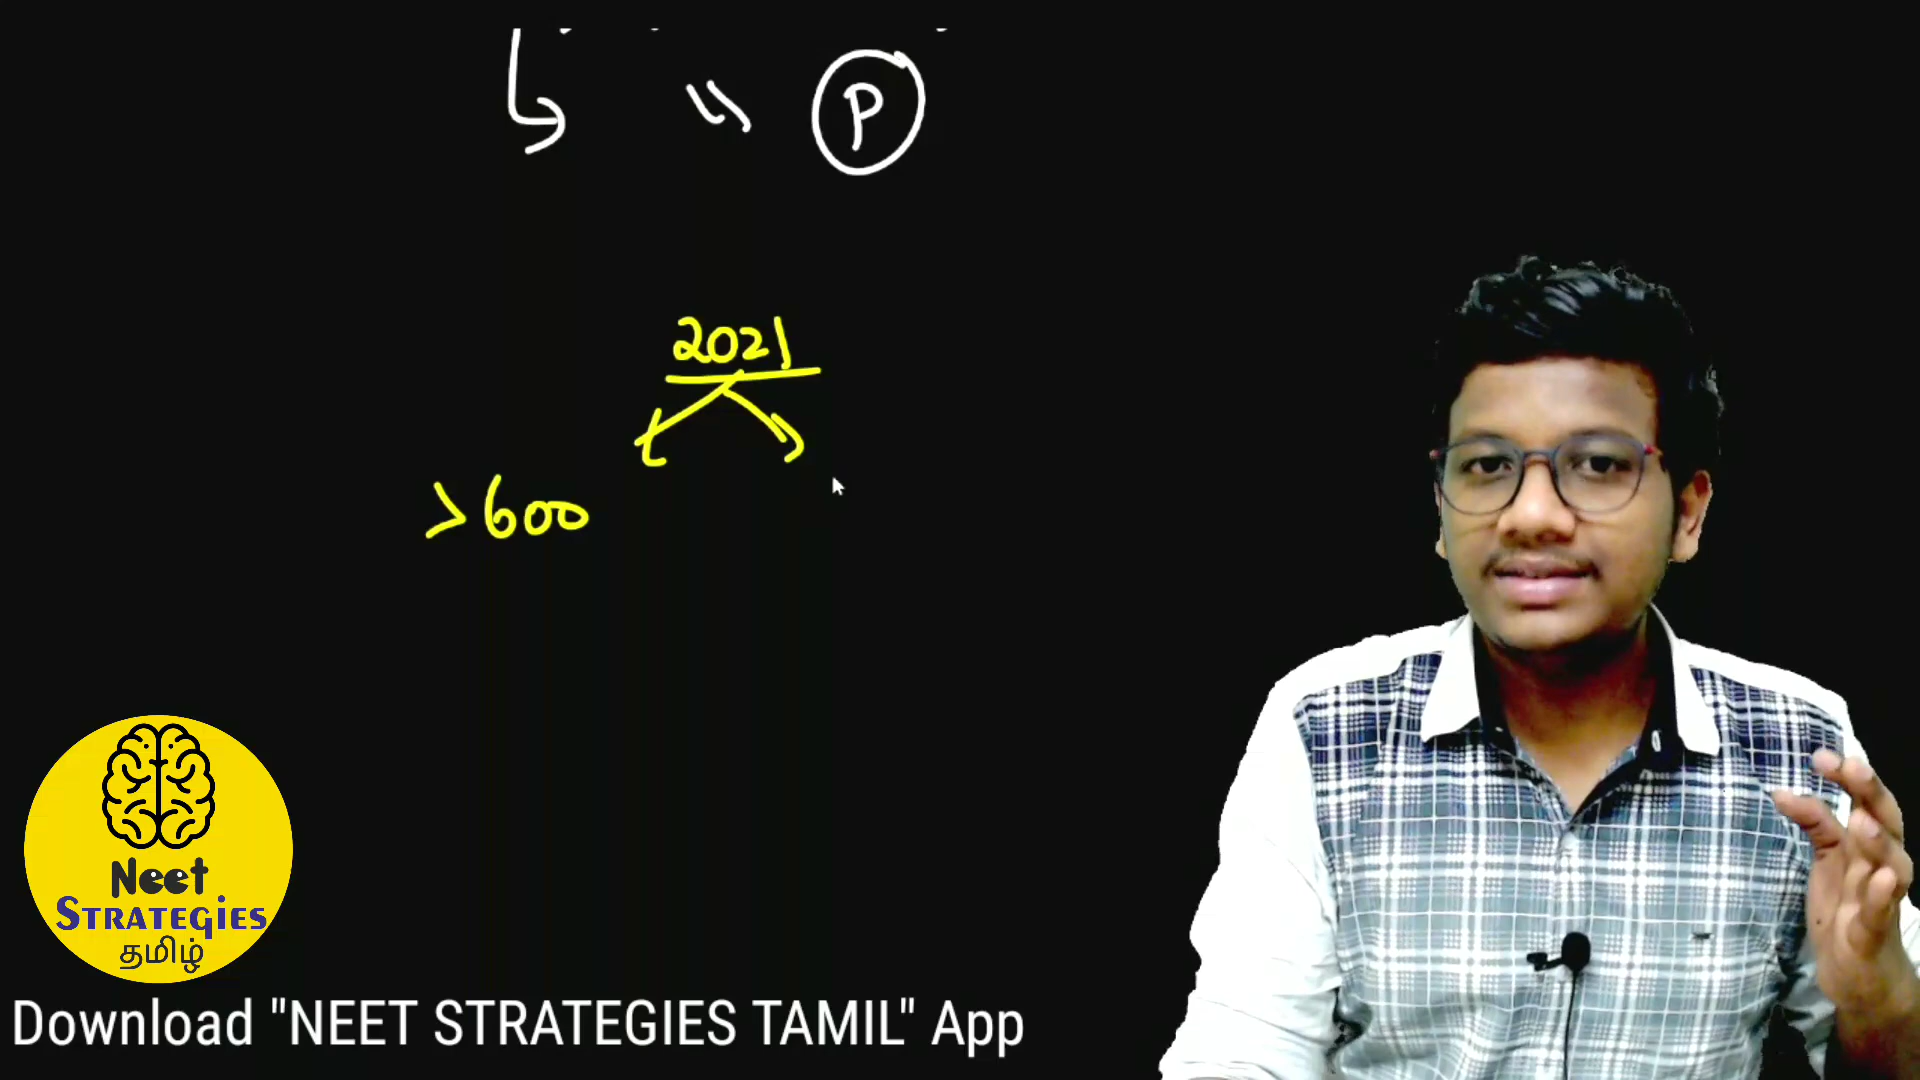 P
2021
>600
Neet
STRATEGIES
தமிழ்
Download "NEET STRATEGIES TAMIL" App